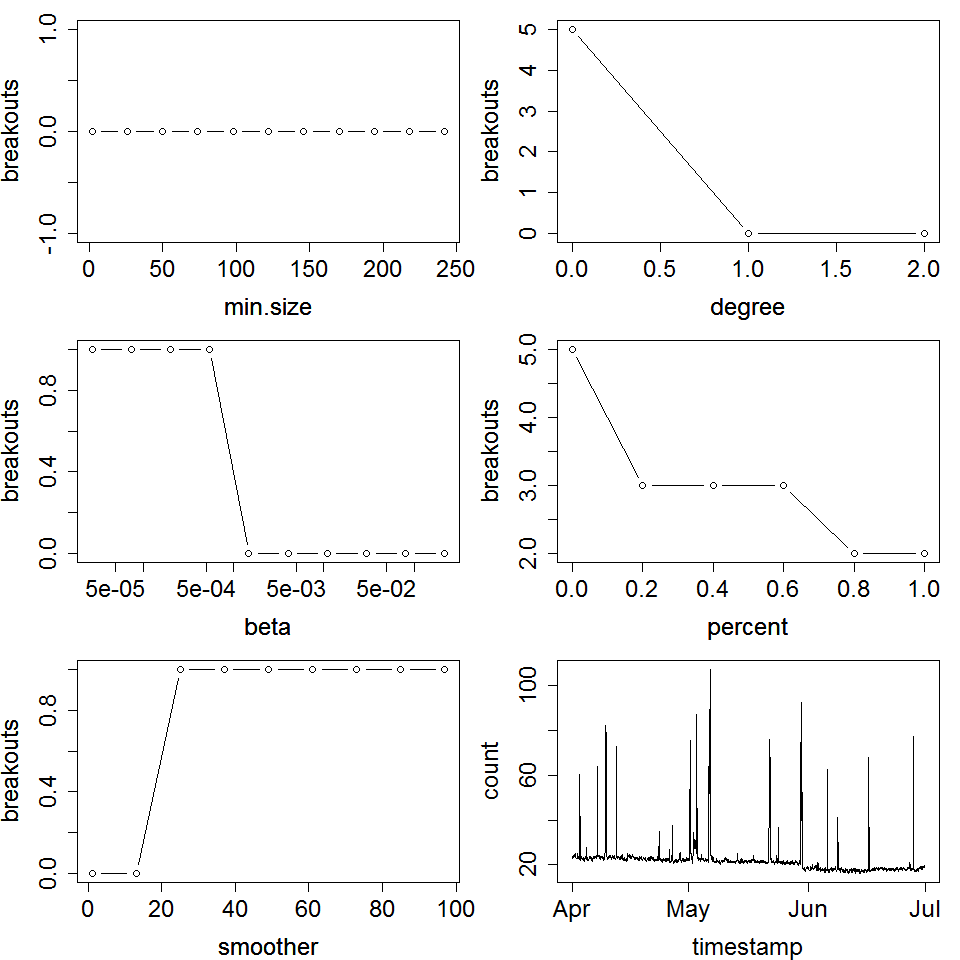 breakouts
-1.0 0.0 1.0
0 50 100 150 200 250
min.size
breakouts
0 1 2 3 4 5
0.0 0.5 1.0 1.5 2.0
degree
breakouts
0.0 0.4 0.8
5e-05 5e-04 5e-03 5e-02
beta
breakouts
2.0 3.0 4.0 5.0
0.0 0.2 0.4 0.6 0.8 1.0
percent
breakouts
0.0 0.4 0.8
0 20 40 60 80 100
smoother
count
20 60 100
Apr May Jun Jul
timestamp